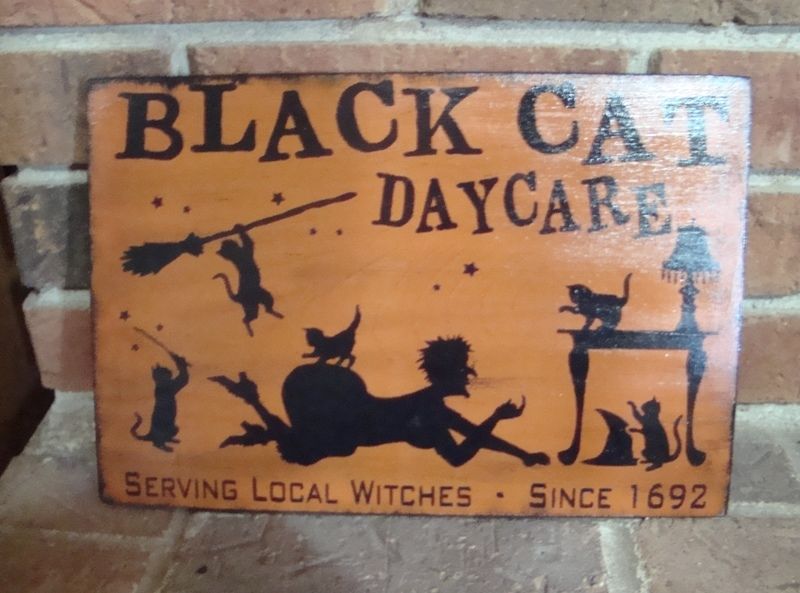 BLACK CAT
DAYCARE
SERVING LOCAL WITCHES · SINCE 1692